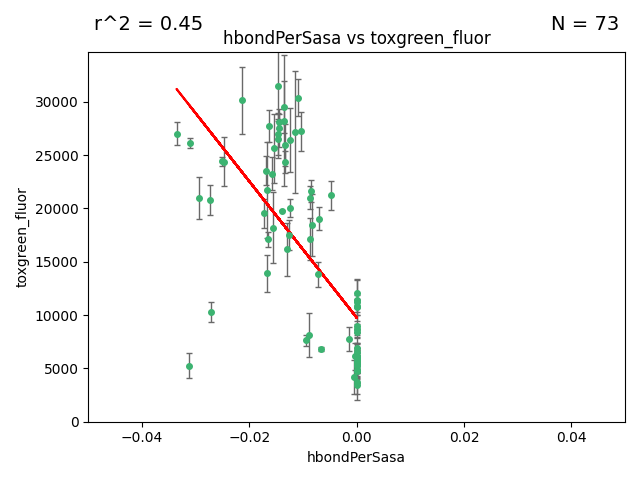 r^2 = 0.45
N = 73
hbondPerSasa vs toxgreen_fluor
30000
25000
20000
15000
10000
5000
0
toxgreen_fluor
−0.04
−0.02
0.00
0.02
0.04
hbondPerSasa